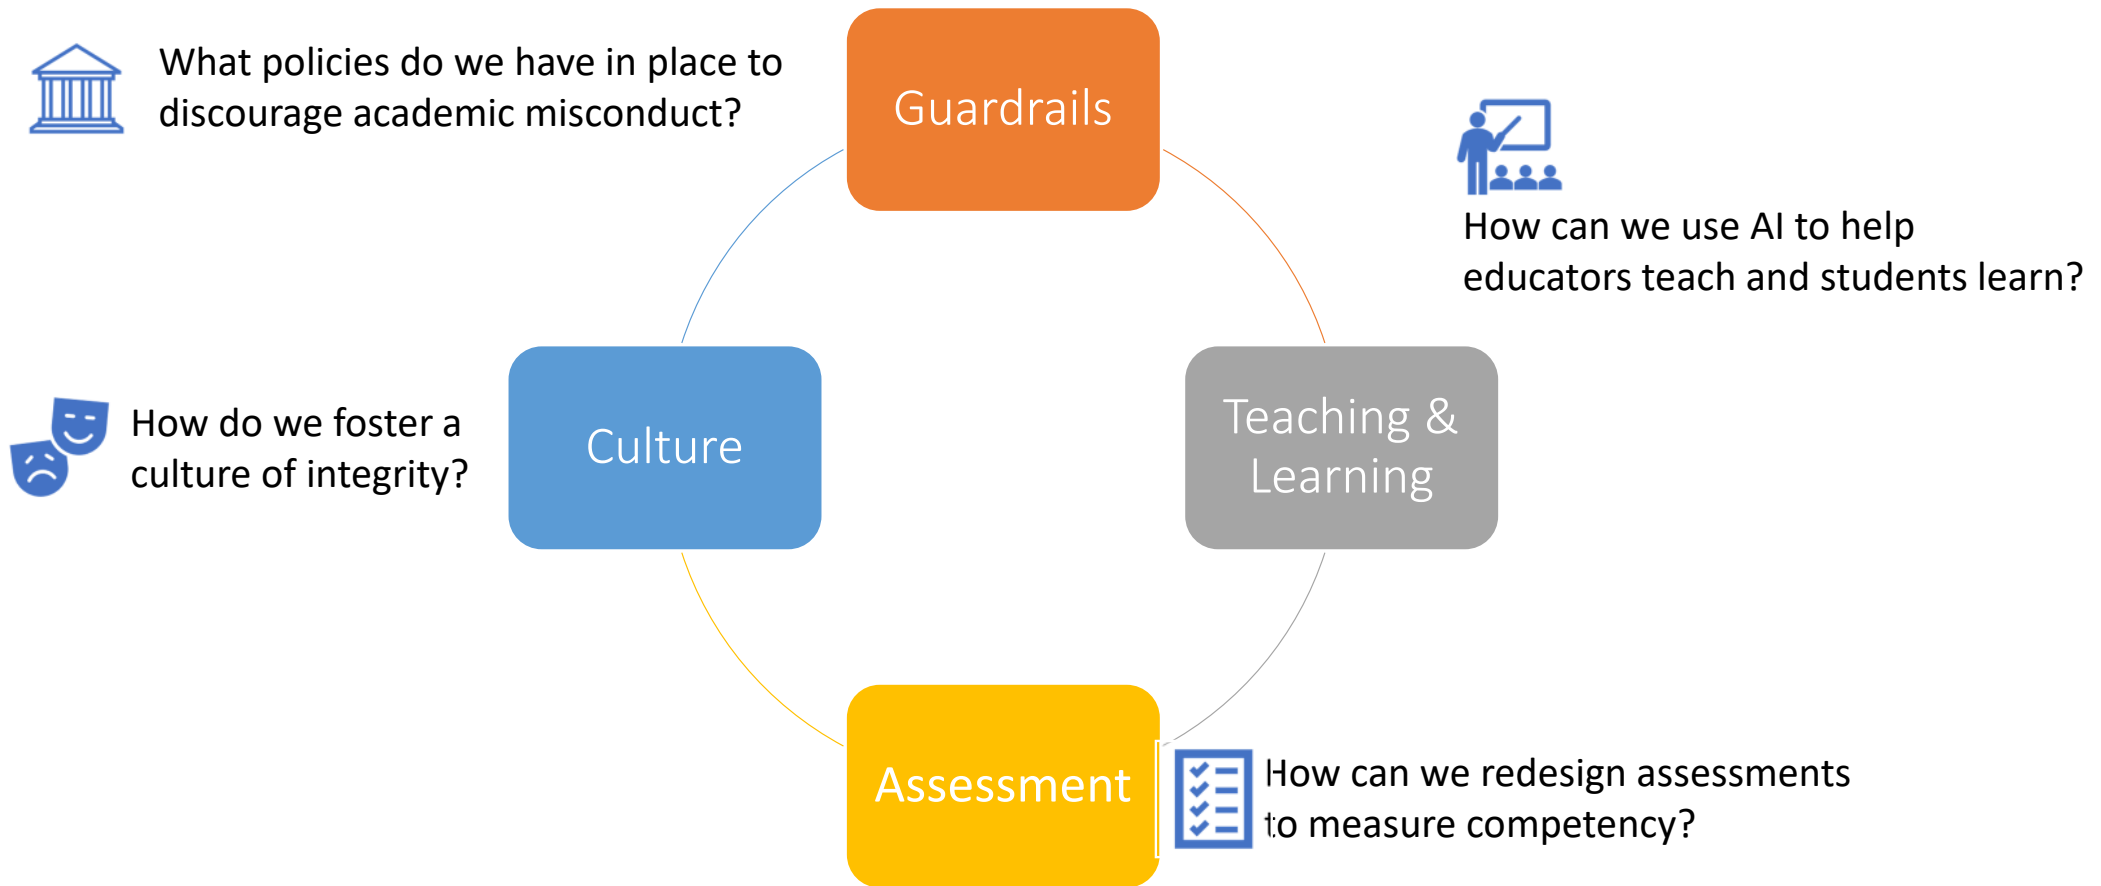 What policies do we have in place to
discourage academic misconduct?
Guardrails
How can we use AI to help
educators teach and students learn?
How do we foster a
culture of integrity?
Culture
Teaching &
Learning
Assessment
How can we redesign assessments
to measure competency?